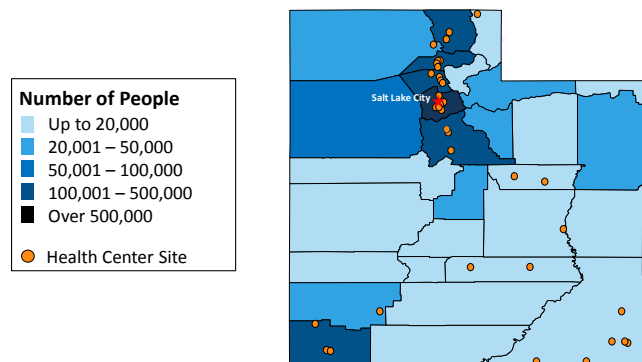 Number of People
Up to 20,000
20,001 – 50,000
50,001 – 100,000
100,001 – 500,000
Over 500,000
Health Center Site
Salt Lake City